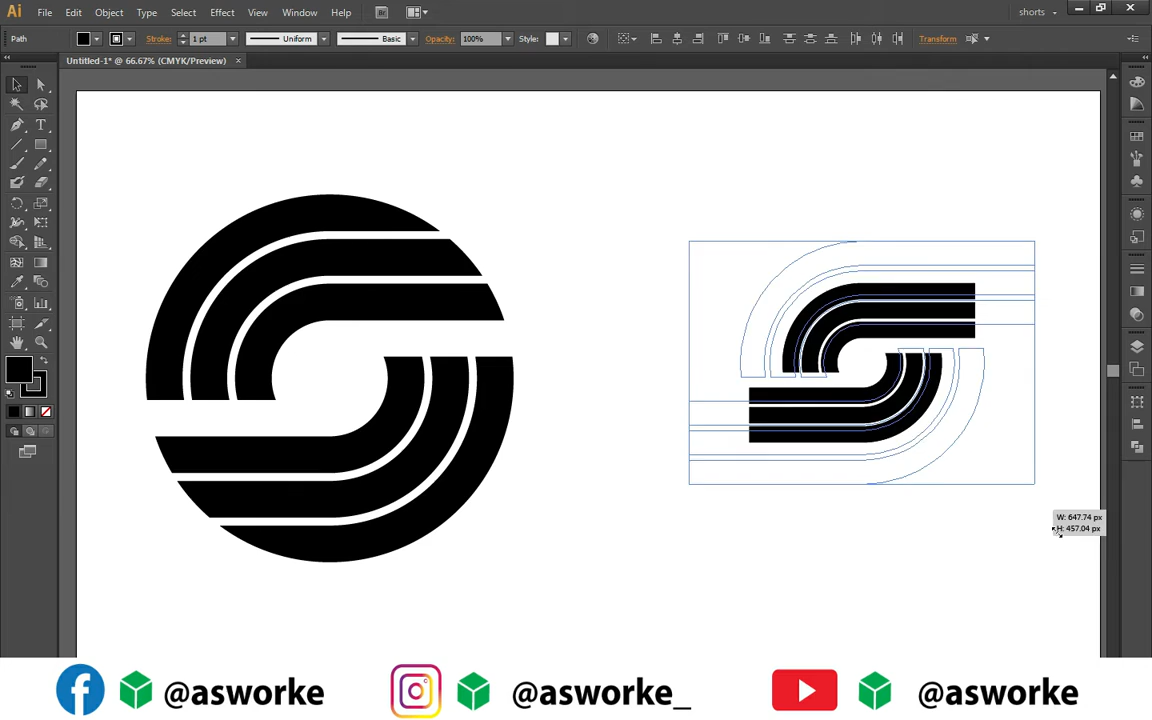 Ai File Edit Object Type Select Effect View Window Help Br shorts
Path Stroke: 1 pt Uniform Basic Opacity: 100% Style: Transform
Untitled-1* @ 66.67% (CMYK/Preview) ×
W: 647.74 px
H: 457.04 px
@asworke @asworke_ @asworke